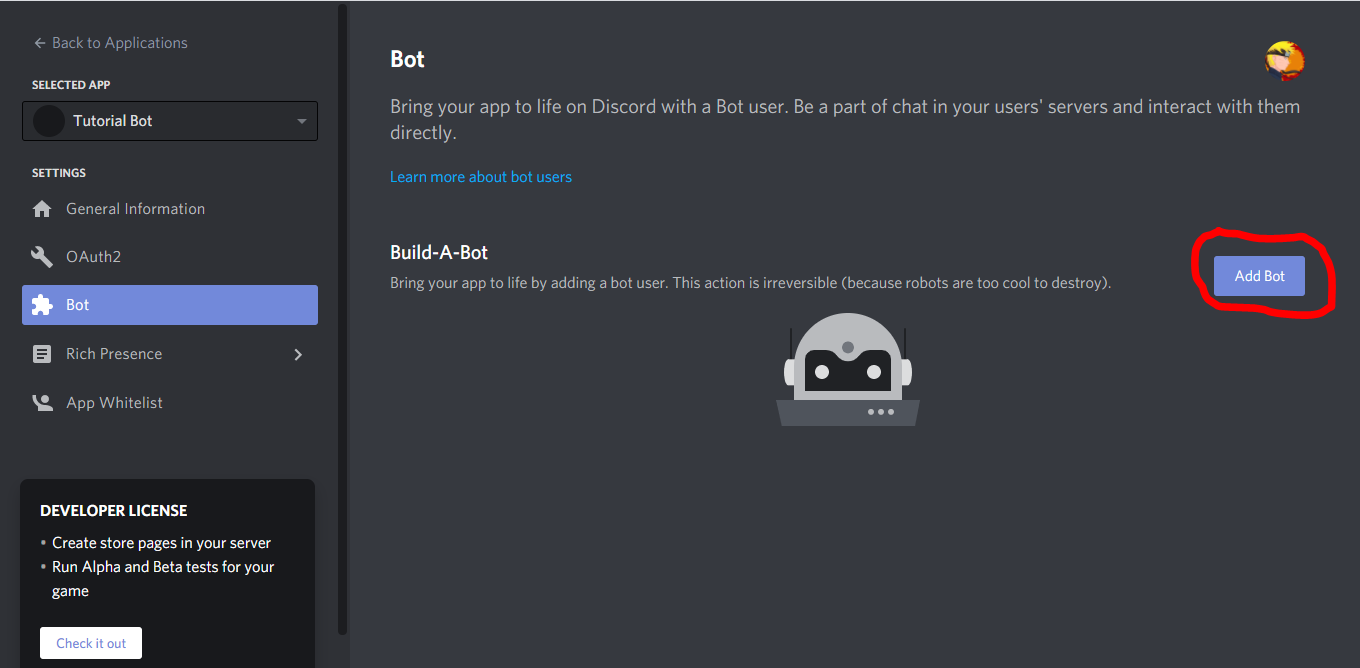 Back to Applications
SELECTED APP
Tutorial Bot
SETTINGS
General Information
OAuth2
Bot
Rich Presence
App Whitelist
DEVELOPER LICENSE
• Create store pages in your server
• Run Alpha and Beta tests for your
game
Check it out
Bot
Bring your app to life on Discord with a Bot user. Be a part of chat in your users' servers and interact with them
directly.
Learn more about bot users
Build-A-Bot
Bring your app to life by adding a bot user. This action is irreversible (because robots are too cool to destroy).
Add Bot